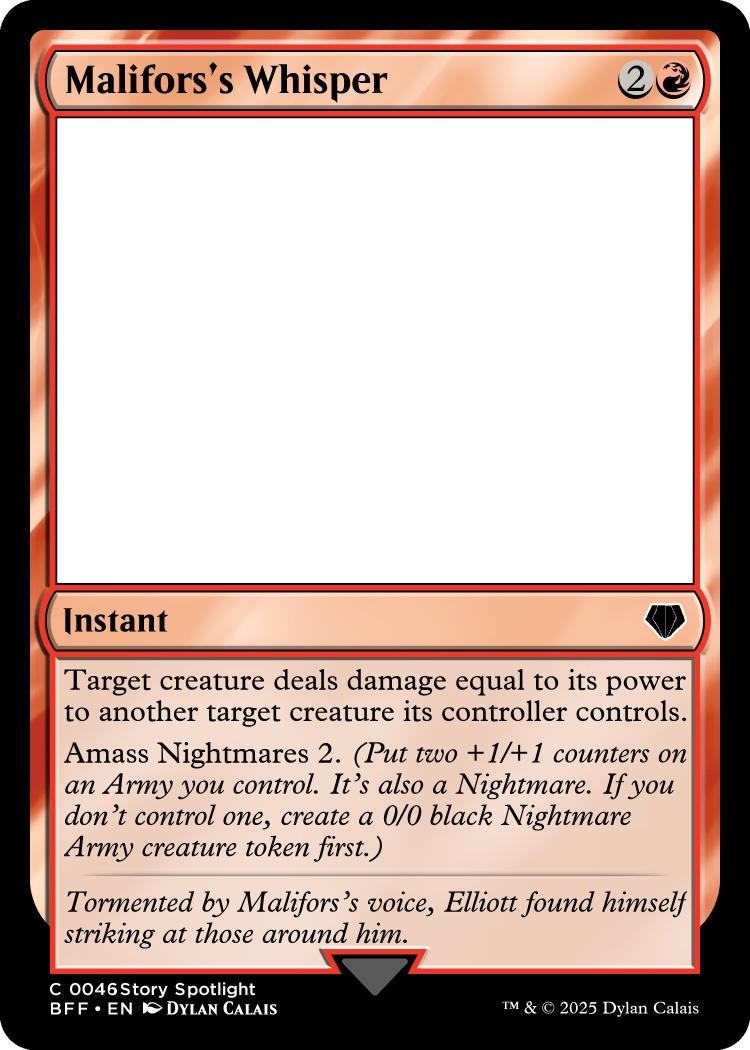 Malifors's Whisper 2
Instant
Target creature deals damage equal to its power
to another target creature its controller controls.
Amass Nightmares 2. (Put two +1/+1 counters on
an Army you control. It's also a Nightmare. If you
don't control one, create a 0/0 black Nightmare
Army creature token first.)
Tormented by Malifors's voice, Elliott found himself
striking at those around him.
C 0046 Story Spotlight
BFF • EN Dylan Calais
™ & © 2025 Dylan Calais